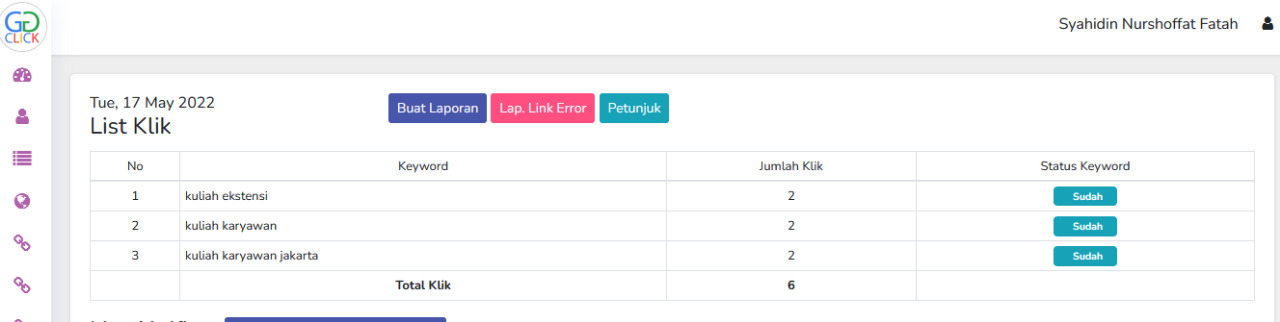 GG
CLICK
Syahidin Nurshoffat Fatah
Tue, 17 May 2022
List Klik
Buat Laporan Lap. Link Error Petunjuk
No Keyword Jumlah Klik Status Keyword
1 kuliah ekstensi 2 Sudah
2 kuliah karyawan 2 Sudah
3 kuliah karyawan jakarta 2 Sudah
Total Klik 6